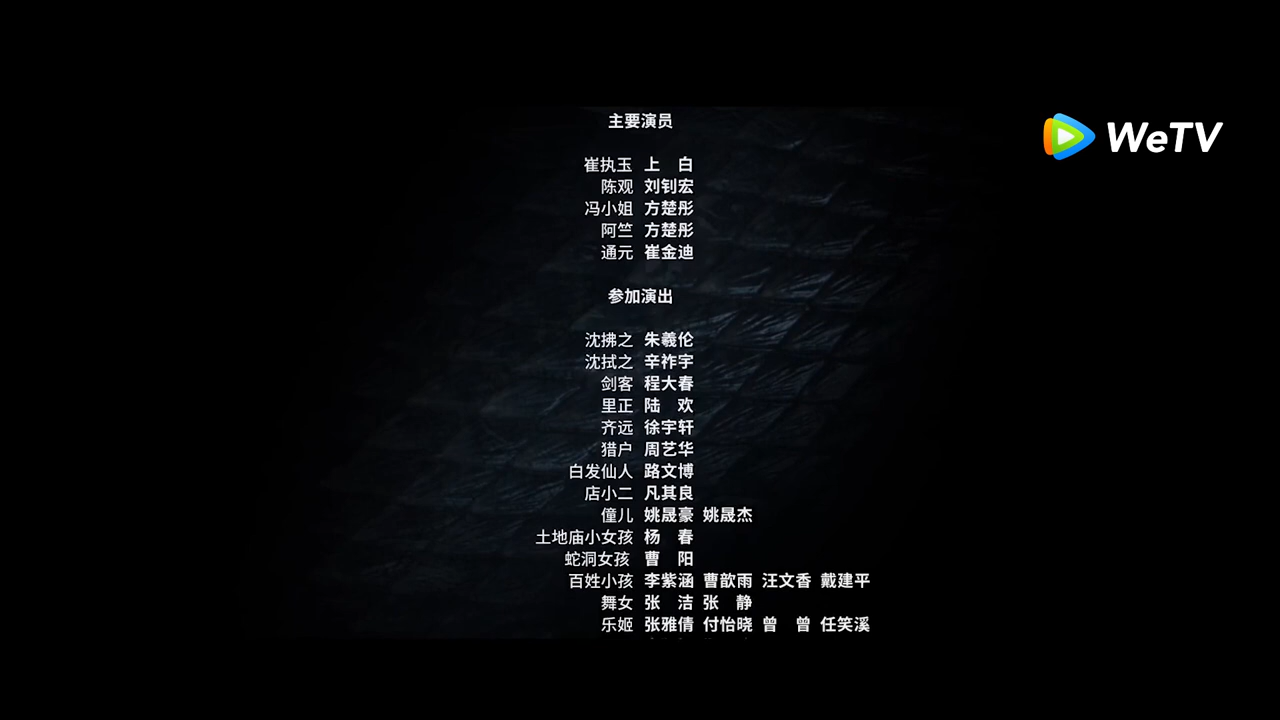 主要演员
WeTV
崔执玉 上 白
陈观 刘钊宏
冯小姐 方楚彤
阿竺 方楚彤
通元 崔金迪
参加演出
沈拂之 朱羲伦
沈拭之 辛祚宇
剑客 程大春
里正 陆 欢
齐远 徐宇轩
猎户 周艺华
白发仙人 路文博
店小二 凡其良
僮儿 姚晟豪 姚晟杰
土地庙小女孩 杨 春
蛇洞女孩 曹 阳
百姓小孩 李紫涵 曹歆雨 汪文香 戴建平
舞女 张 洁 张 静
乐姬 张雅倩 付怡晓 曾 曾 任笑溪